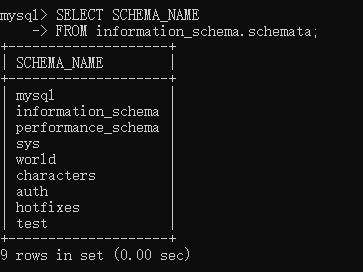 mysql> SELECT SCHEMA_NAME
    -> FROM information_schema.schemata;
+--------------------+
| SCHEMA_NAME        |
+--------------------+
| mysql              |
| information_schema |
| performance_schema |
| sys                |
| world              |
| characters         |
| auth               |
| hotfixes           |
| test               |
+--------------------+
9 rows in set (0.00 sec)